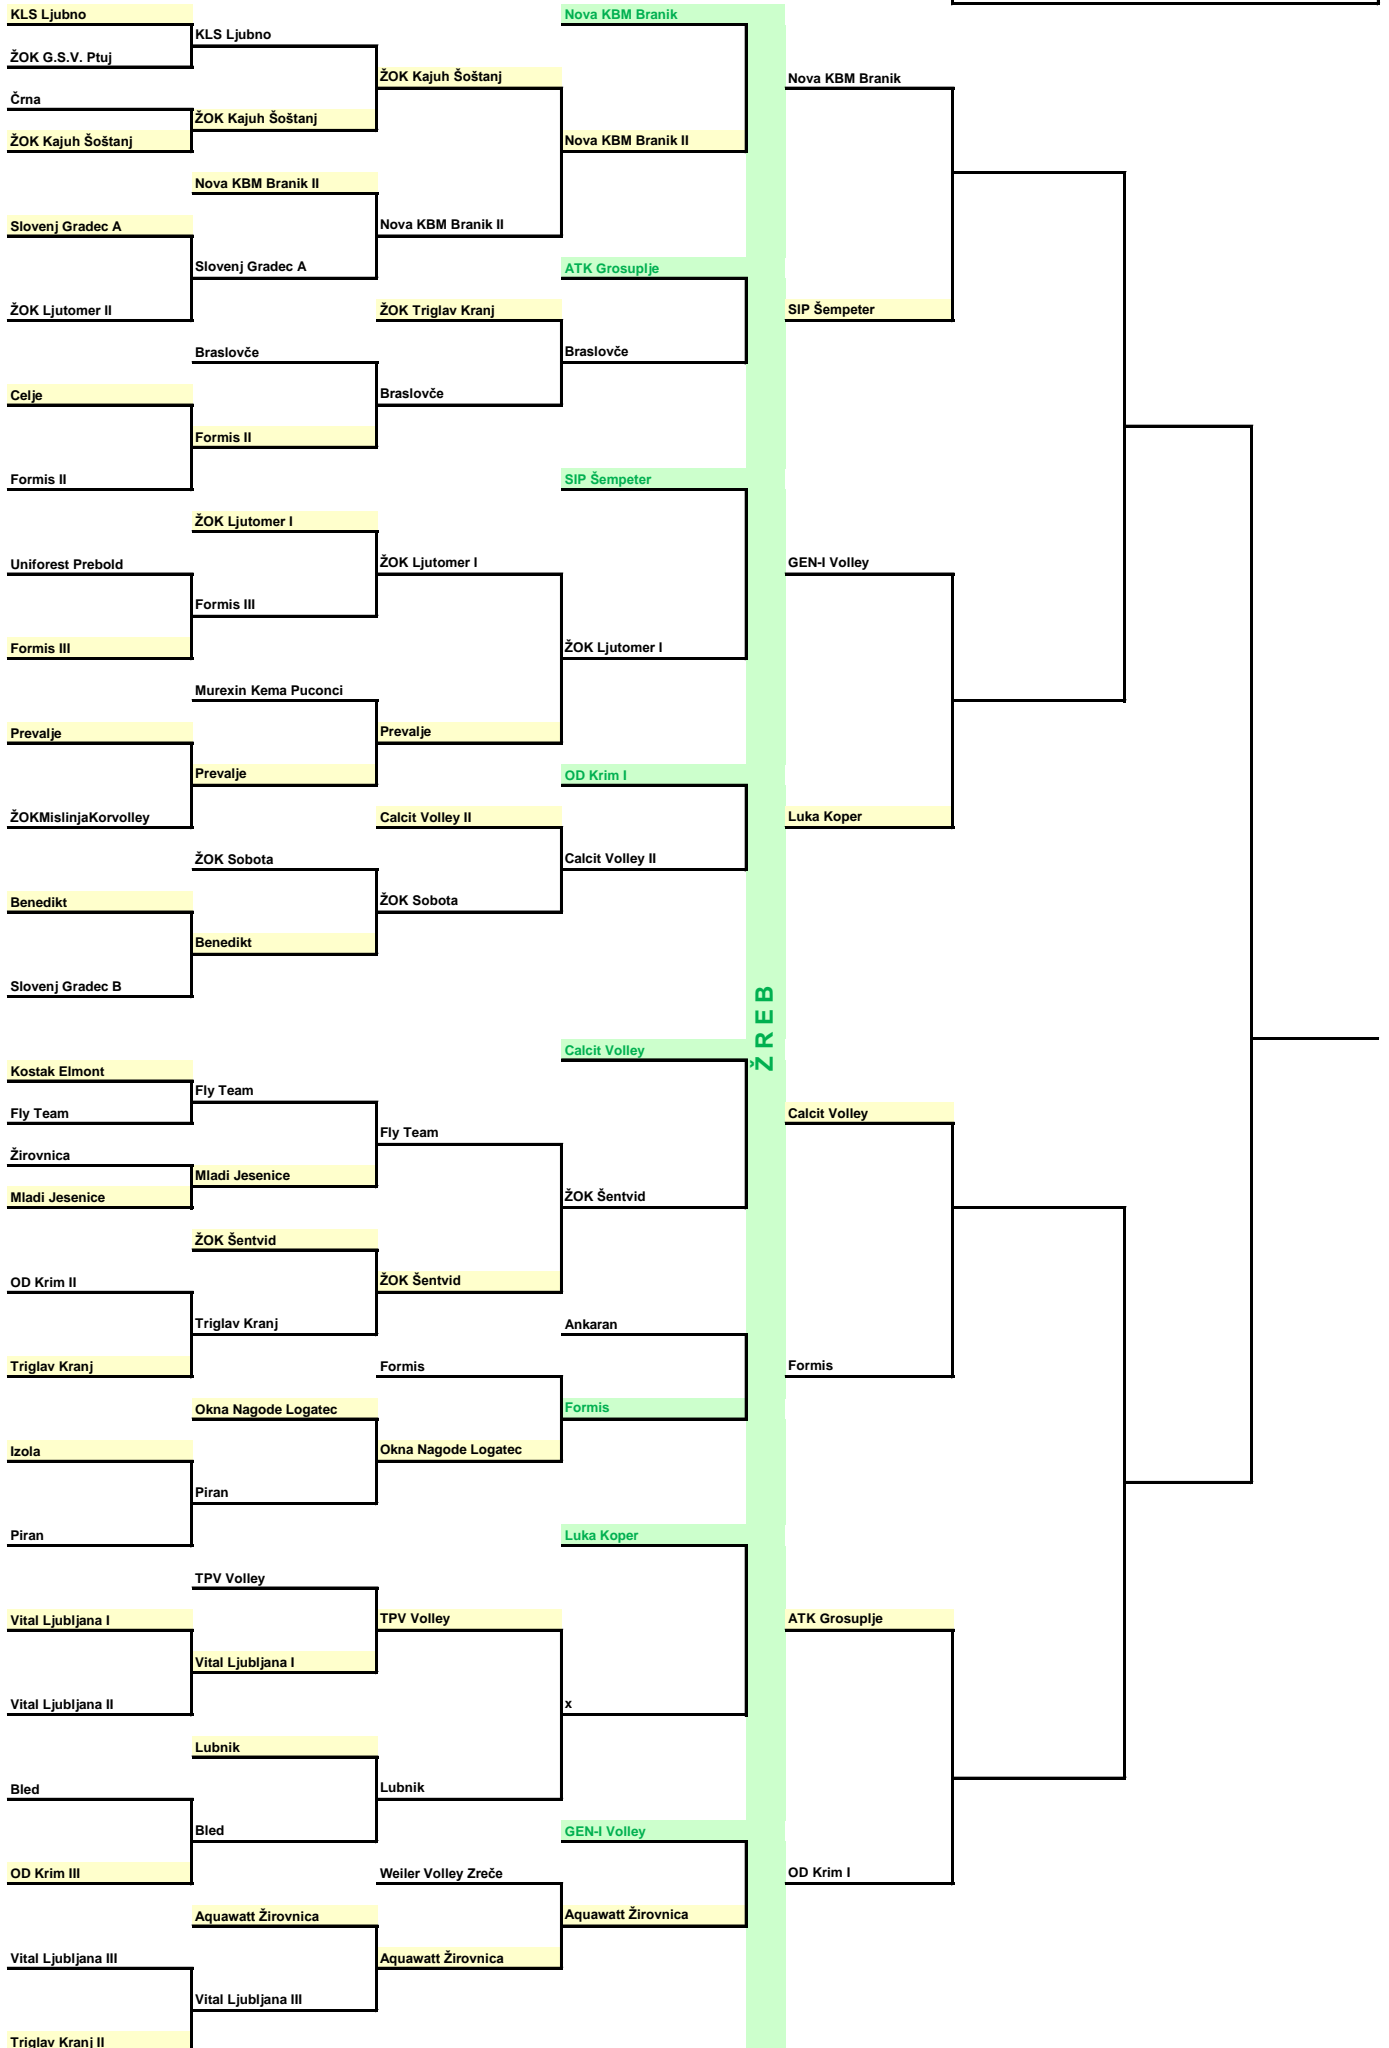 KLS Ljubno
ŽOK G.S.V. Ptuj
Črna
ŽOK Kajuh Šoštanj
Slovenj Gradec A
ŽOK Ljutomer II
Celje
Formis II
Uniforest Prebold
Formis III
Prevalje
ŽOKMislinjaKorvolley
Benedikt
Slovenj Gradec B
Kostak Elmont
Fly Team
Žirovnica
Mladi Jesenice
OD Krim II
Triglav Kranj
Izola
Piran
Vital Ljubljana I
Vital Ljubljana II
Bled
OD Krim III
Vital Ljubljana III
Triglav Kranj II
KLS Ljubno
ŽOK Kajuh Šoštanj
Nova KBM Branik II
Slovenj Gradec A
Braslovče
Formis II
ŽOK Ljutomer I
Formis III
Murexin Kema Puconci
Prevalje
ŽOK Sobota
Benedikt
Fly Team
Mladi Jesenice
ŽOK Šentvid
Triglav Kranj
Okna Nagode Logatec
Piran
TPV Volley
Vital Ljubljana I
Lubnik
Bled
Aquawatt Žirovnica
Vital Ljubljana III
ŽOK Kajuh Šoštanj
Nova KBM Branik II
ŽOK Triglav Kranj
Braslovče
ŽOK Ljutomer I
Prevalje
Calcit Volley II
ŽOK Sobota
Fly Team
ŽOK Šentvid
Formis
Okna Nagode Logatec
TPV Volley
Lubnik
Weiler Volley Zreče
Aquawatt Žirovnica
Nova KBM Branik
Nova KBM Branik II
ATK Grosuplje
Braslovče
SIP Šempeter
ŽOK Ljutomer I
OD Krim I
Calcit Volley II
Calcit Volley
ŽOK Šentvid
Ankaran
Formis
Luka Koper
x
GEN-I Volley
Aquawatt Žirovnica
Ž R E B
Nova KBM Branik
SIP Šempeter
GEN-I Volley
Luka Koper
Calcit Volley
Formis
ATK Grosuplje
OD Krim I